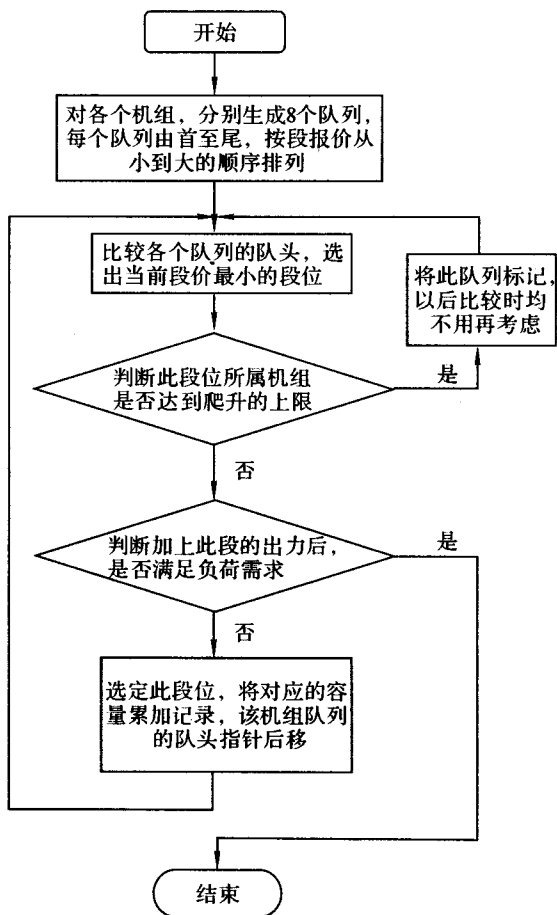 开始
对各个机组，分别生成8个队列，
每个队列由首至尾，按段报价从
小到大的顺序排列
比较各个队列的队头，选
出当前段价最小的段位
将此队列标记，
以后比较时均
不用再考虑
判断此段位所属机组
是否达到爬升的上限
是
否
判断加上此段的出力后，
是否满足负荷需求
是
否
选定此段位，将对应的容
量累加记录，该机组队列
的队头指针后移
结束